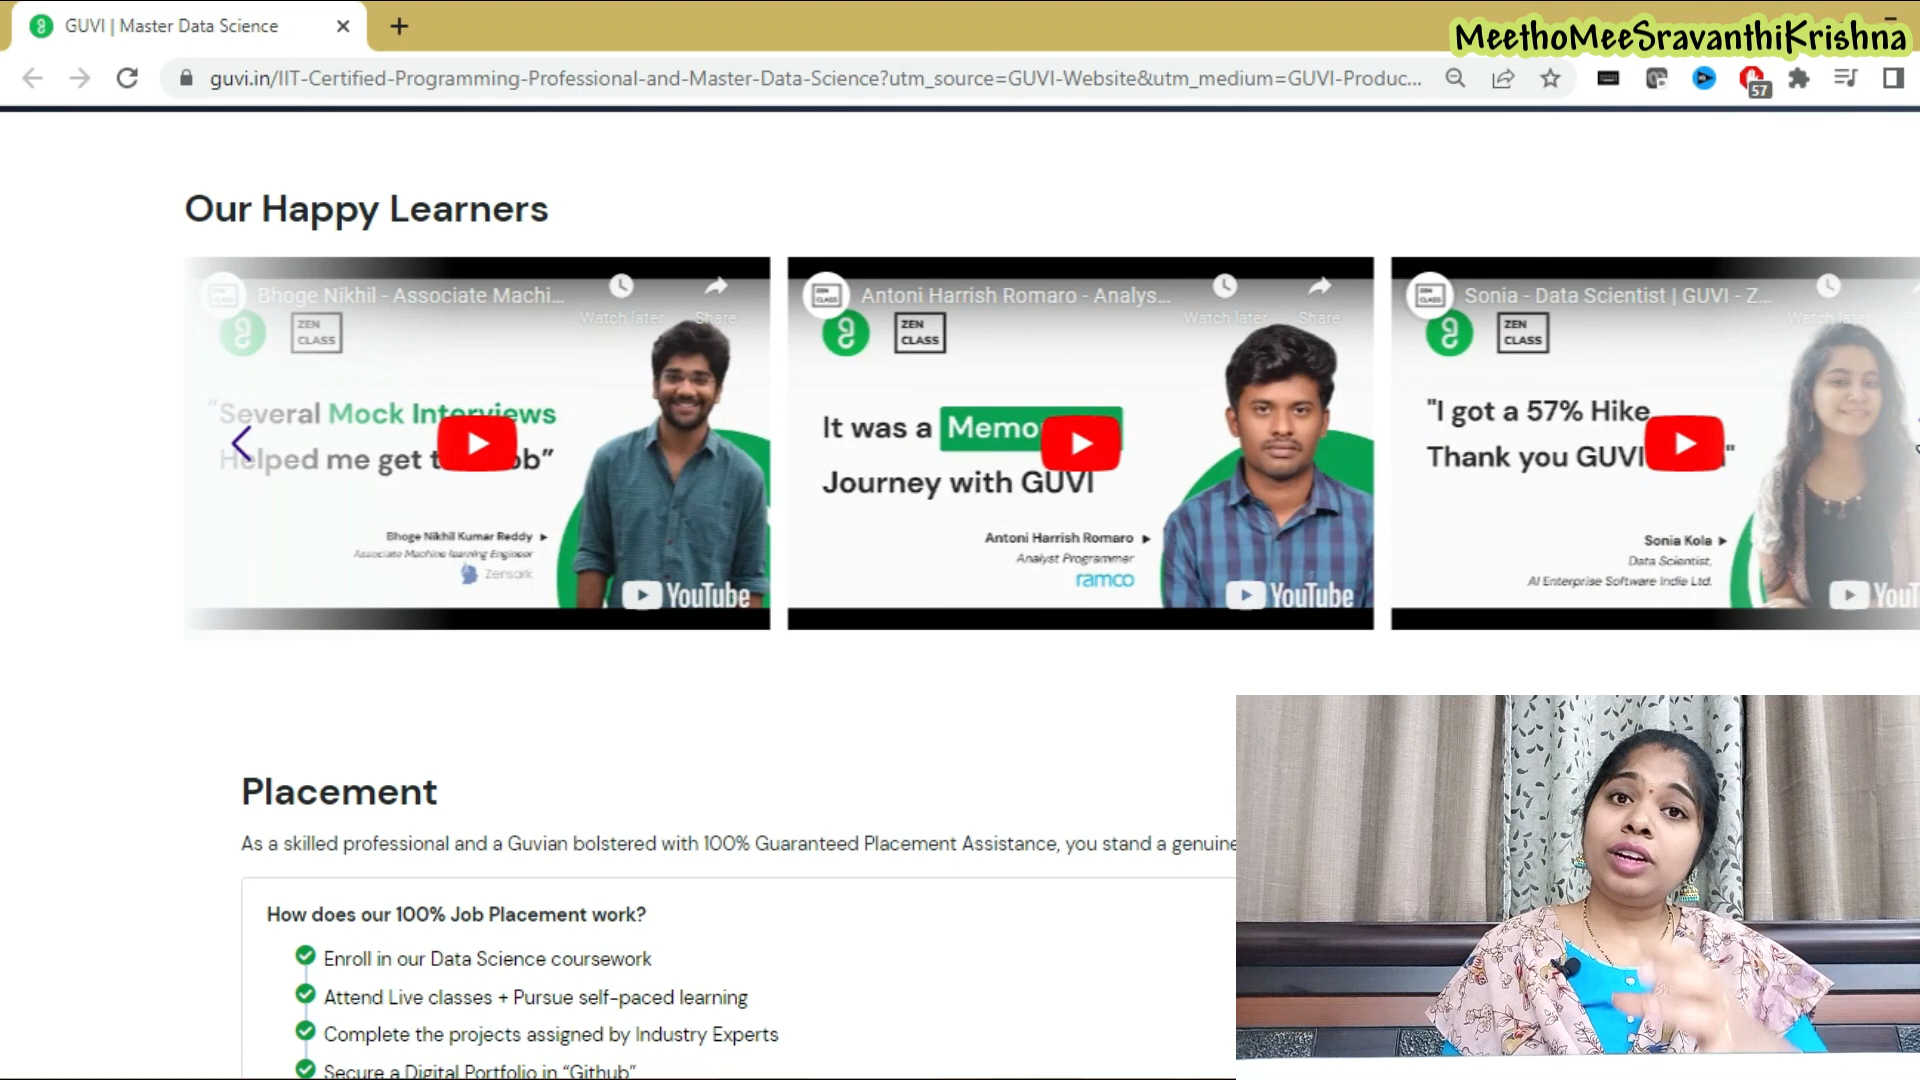 GUVI | Master Data Science
MeethoMeeSravanthiKrishna
guvi.in/IIT-Certified-Programming-Professional-and-Master-Data-Science?utm_source=GUVI-Website&utm_medium=GUVI-Produc...
57
Our Happy Learners
Bhoge Nikhil - Associate Machi...
Watch later
Share
ZEN
CLASS
"Several Mock Interviews
Helped me get
Bhoge Nikhil Kumar Reddy
Associate Machine learning Engineer
Zensark
YouTube
Antoni Harrish Romaro - Analys...
Watch later
Share
ZEN
CLASS
It was a
Journey with GUVI
Antoni Harrish Romaro
Analyst Programmer
ramco
YouTube
Sonia - Data Scientist | GUVI - Z...
Watch later
ZEN
CLASS
"I got a 57% Hike
Thank you GUVI
Sonia Kola
Data Scientist,
AI Enterprise Software India Ltd.
Placement
As a skilled professional and a Guvian bolstered with 100% Guaranteed Placement Assistance, you stand a genuine
How does our 100% Job Placement work?
Enroll in our Data Science coursework
Attend Live classes + Pursue self-paced learning
Complete the projects assigned by Industry Experts
Secure a Digital Portfolio in "Github"